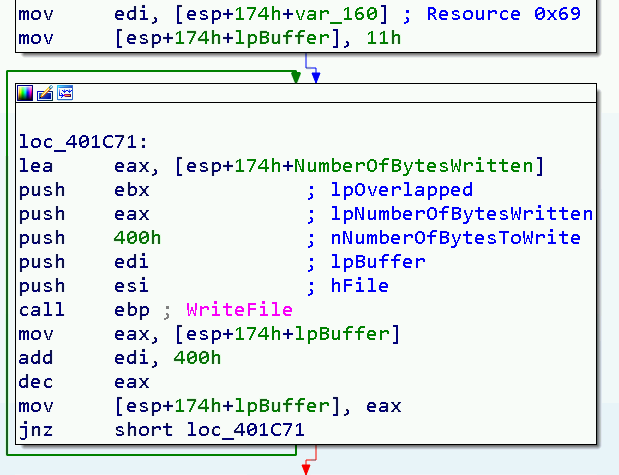 mov     edi, [esp+174h+var_160] ; Resource 0x69
mov     [esp+174h+lpBuffer], 11h
loc_401C71:
lea     eax, [esp+174h+NumberOfBytesWritten]
push    ebx             ; lpOverlapped
push    eax             ; lpNumberOfBytesWritten
push    400h            ; nNumberOfBytesToWrite
push    edi             ; lpBuffer
push    esi             ; hFile
call    ebp ; WriteFile
mov     eax, [esp+174h+lpBuffer]
add     edi, 400h
dec     eax
mov     [esp+174h+lpBuffer], eax
jnz     short loc_401C71